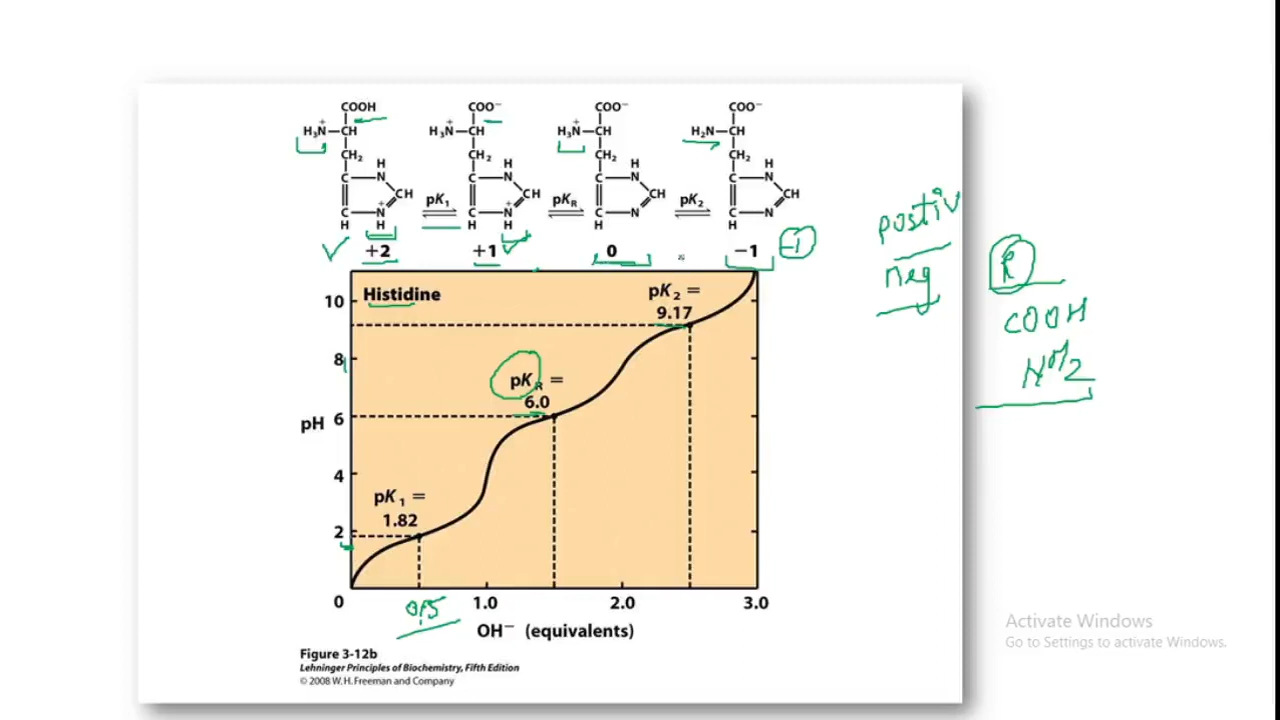 COOH COO⁻ COO⁻ COO⁻
H₃N⁺—CH H₃N⁺—CH H₃N⁺—CH H₂N—CH
CH₂ CH₂ CH₂ CH₂
H H H H
C N C N C N C N
CH pK₁ CH pKR CH pK₂ CH
C N⁺ C N⁺ C N C N
H H H H H H
+2 +1 0 −1 -1
postiv
neg
R
COOH
pH
10
8
6
4
2
0
Histidine
pK₂ =
9.17
pKR =
6.0
pK₁ =
1.82
1.0 2.0 3.0
0.5
OH⁻ (equivalents)
Figure 3-12b
Lehninger Principles of Biochemistry, Fifth Edition
© 2008 W. H. Freeman and Company
Activate Windows
Go to Settings to activate Windows.